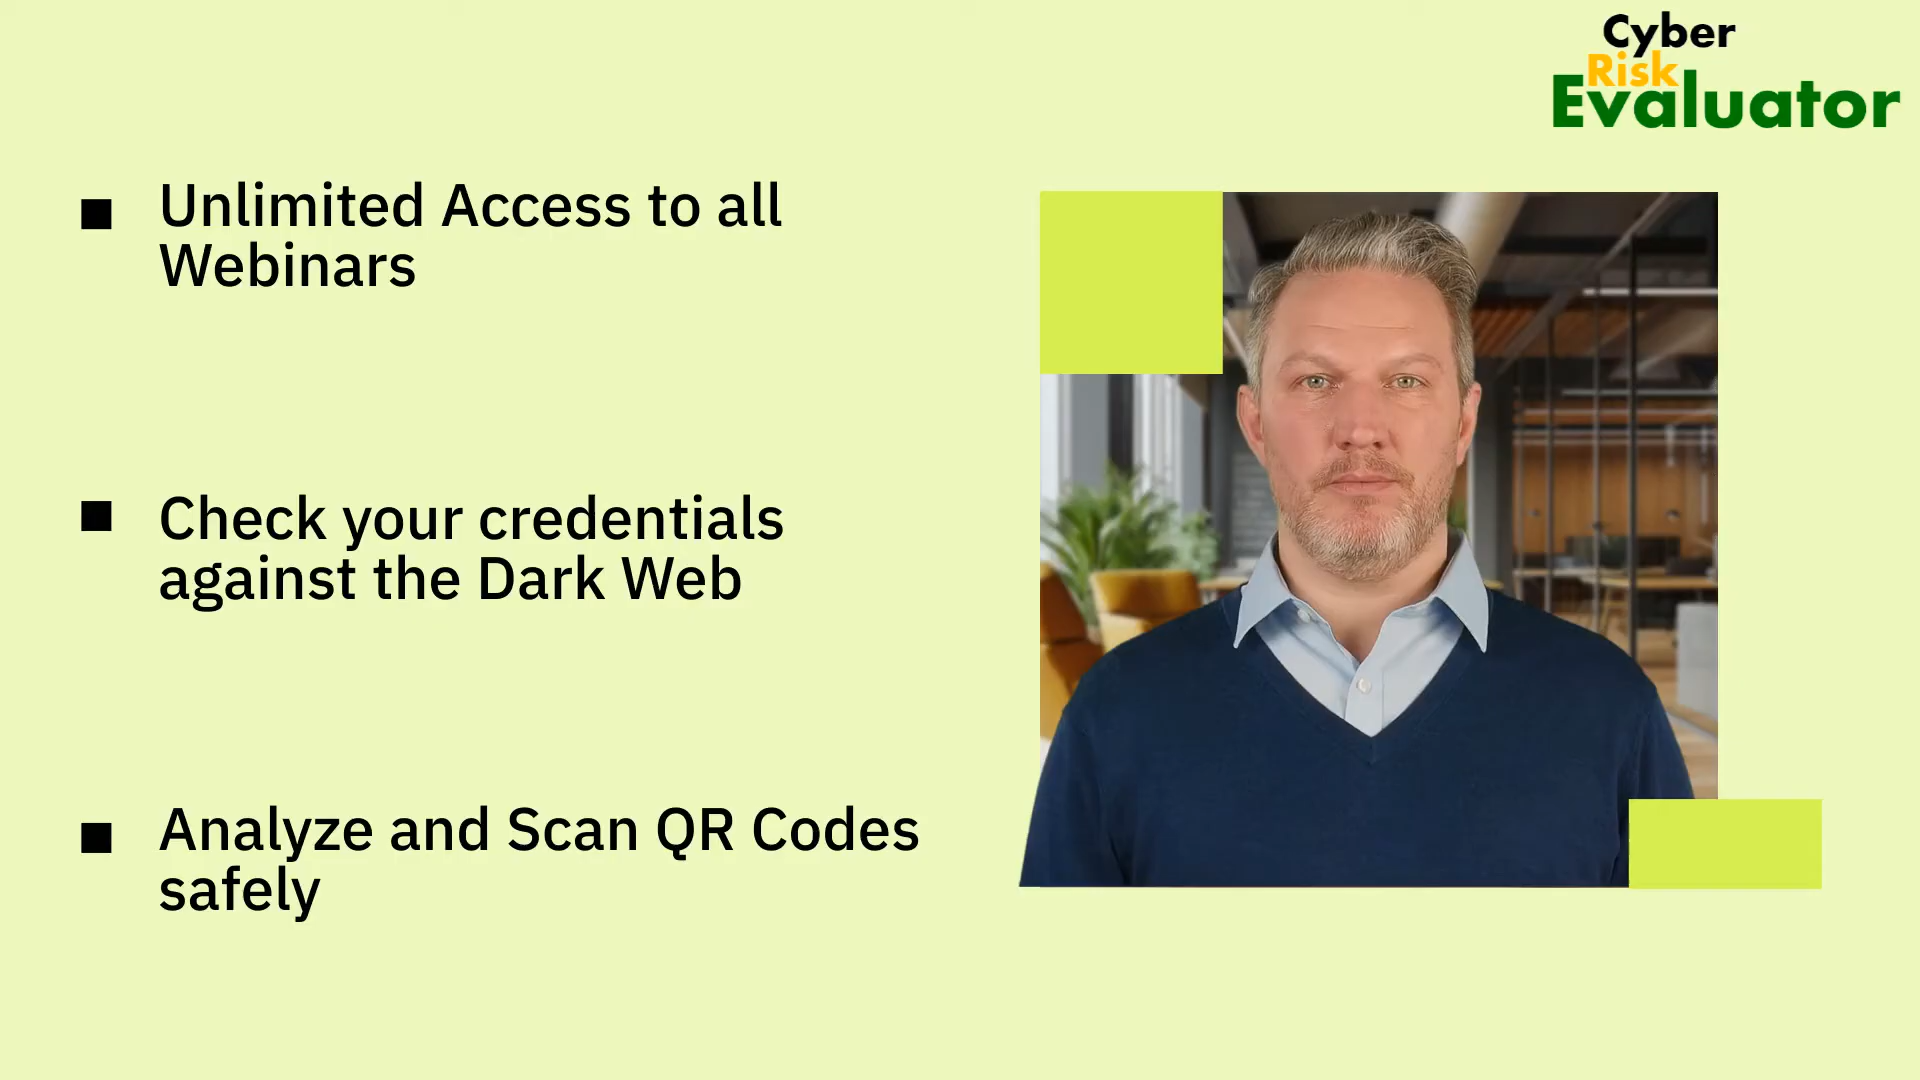 Cyber
Risk
Evaluator
Unlimited Access to all
Webinars
Check your credentials
against the Dark Web
Analyze and Scan QR Codes
safely